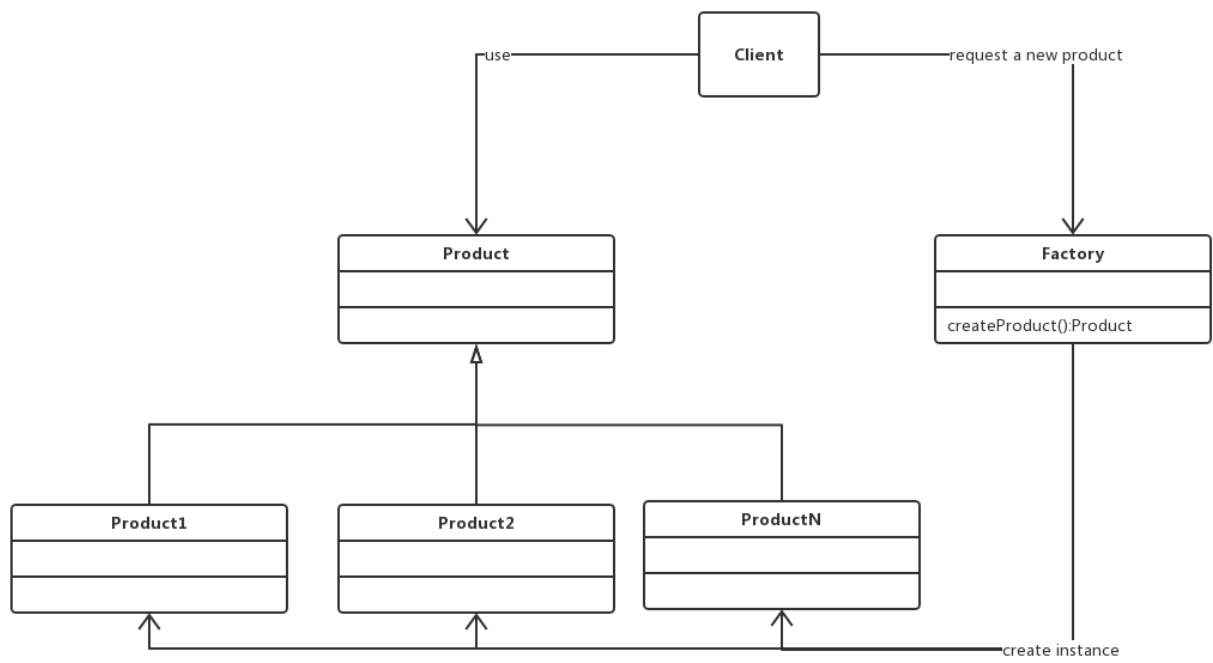 Client
use
request a new product
Product
Factory
createProduct():Product
Product1
Product2
ProductN
create instance